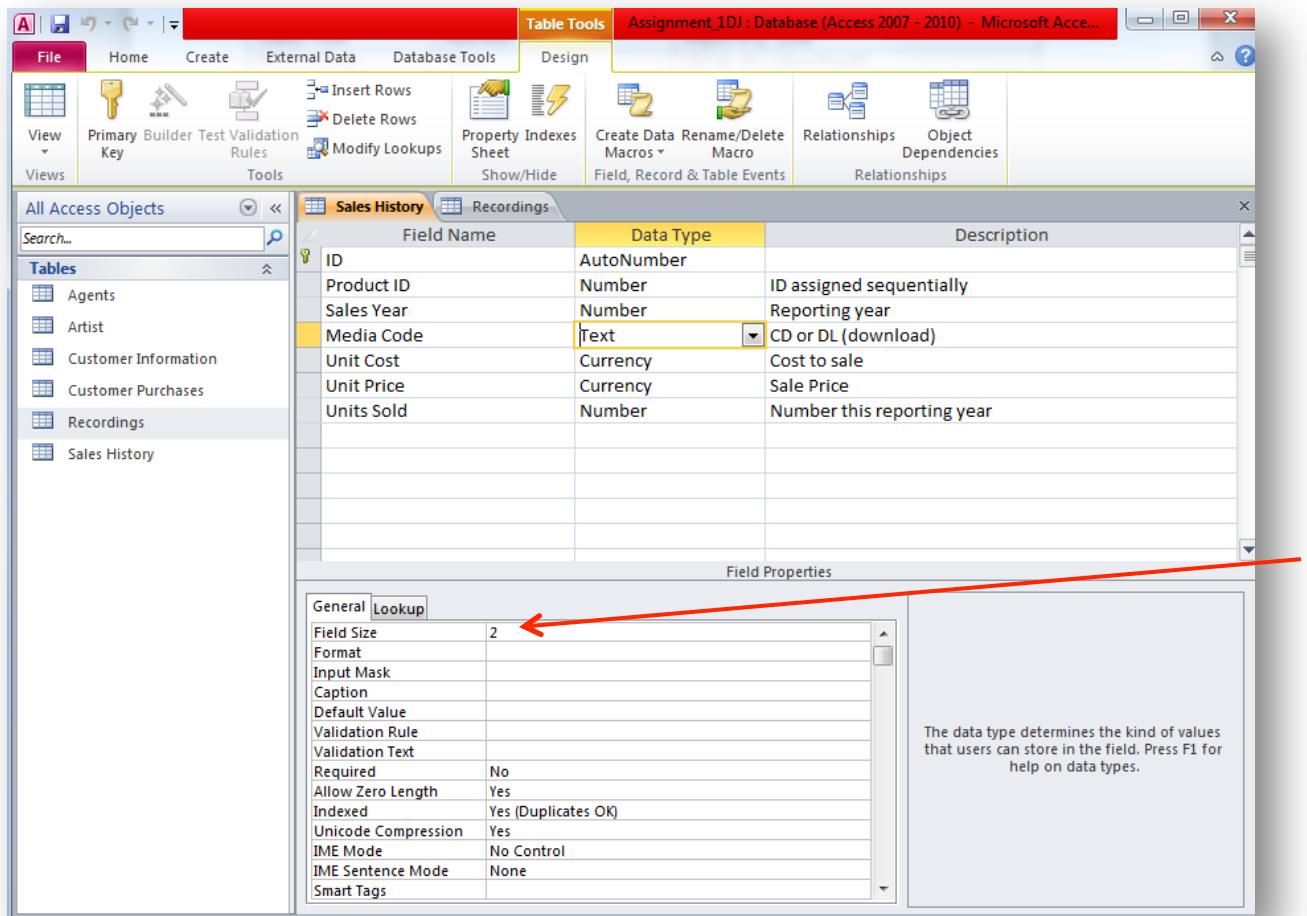 Table Tools Assignment_1DJ : Database (Access 2007 - 2010) - Microsoft Acce...
File Home Create External Data Database Tools Design
View
Views
Primary Key
Builder
Test Validation Rules
Insert Rows
Delete Rows
Modify Lookups
Tools
Property Sheet
Indexes
Show/Hide
Create Data Macros
Rename/Delete Macro
Field, Record & Table Events
Relationships
Object Dependencies
Relationships
All Access Objects
Search...
Tables
Agents
Artist
Customer Information
Customer Purchases
Recordings
Sales History
Sales History Recordings
Field Name Data Type Description
ID AutoNumber
Product ID Number ID assigned sequentially
Sales Year Number Reporting year
Media Code Text CD or DL (download)
Unit Cost Currency Cost to sale
Unit Price Currency Sale Price
Units Sold Number Number this reporting year
Field Properties
General Lookup
Field Size 2
Format
Input Mask
Caption
Default Value
Validation Rule
Validation Text
Required No
Allow Zero Length Yes
Indexed Yes (Duplicates OK)
Unicode Compression Yes
IME Mode No Control
IME Sentence Mode None
Smart Tags
The data type determines the kind of values
that users can store in the field. Press F1 for
help on data types.